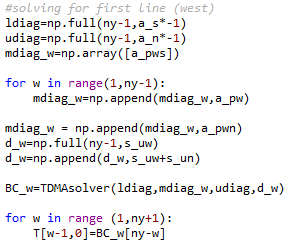 #solving for first line (west)
ldiag=np.full(ny-1,a_s*-1)
udiag=np.full(ny-1,a_n*-1)
mdiag_w=np.array([a_pws])

for w in range(1,ny-1):
    mdiag_w=np.append(mdiag_w,a_pw)

mdiag_w = np.append(mdiag_w,a_pwn)
d_w=np.full(ny-1,s_uw)
d_w=np.append(d_w,s_uw+s_un)

BC_w=TDMAsolver(ldiag,mdiag_w,udiag,d_w)

for w in range (1,ny+1):
    T[w-1,0]=BC_w[ny-w]